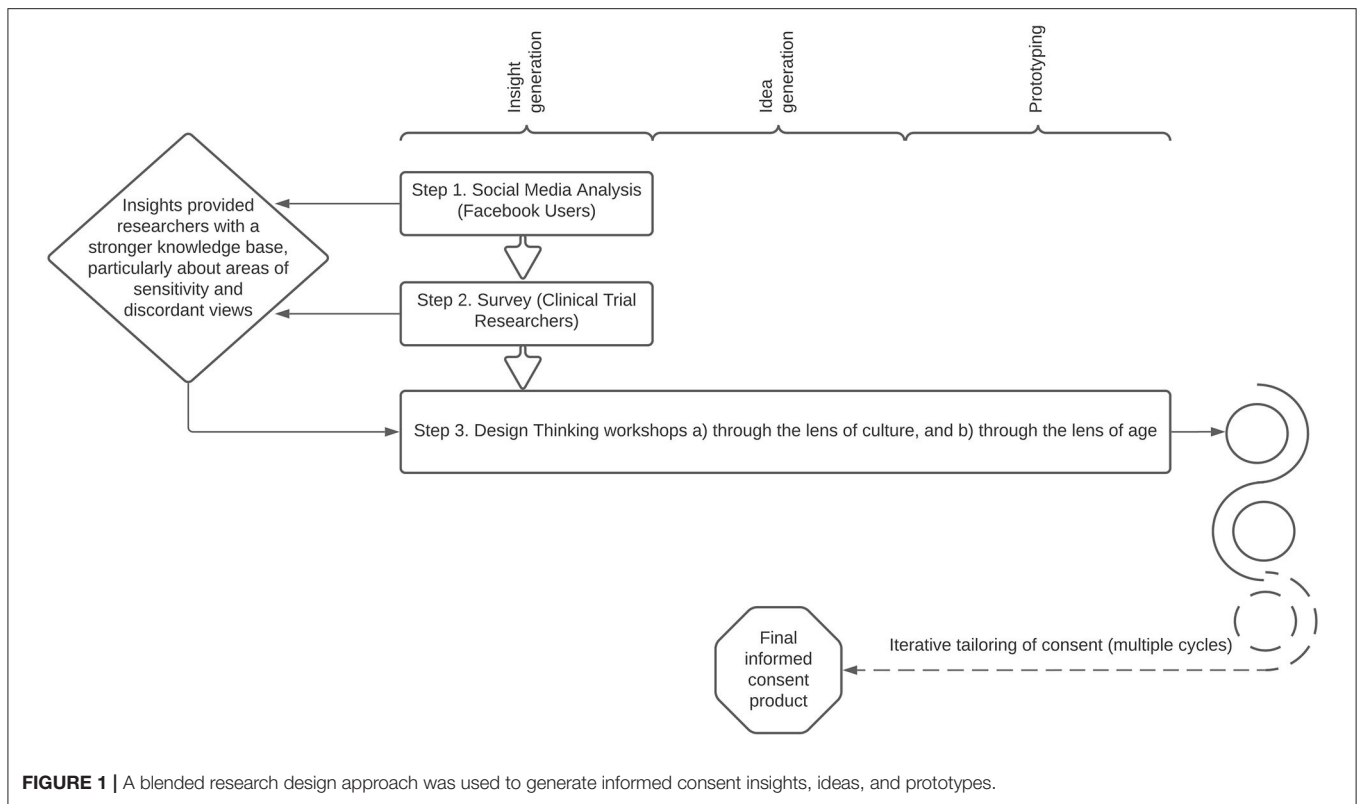 Insight
generation
Idea
generation
Prototyping
Step 1. Social Media Analysis
(Facebook Users)
Insights provided
researchers with a
stronger knowledge base,
particularly about areas of
sensitivity and
discordant views
Step 2. Survey (Clinical Trial
Researchers)
Step 3. Design Thinking workshops a) through the lens of culture, and b) through the lens of age
Iterative tailoring of consent (multiple cycles)
Final
informed
consent
product
FIGURE 1 | A blended research design approach was used to generate informed consent insights, ideas, and prototypes.